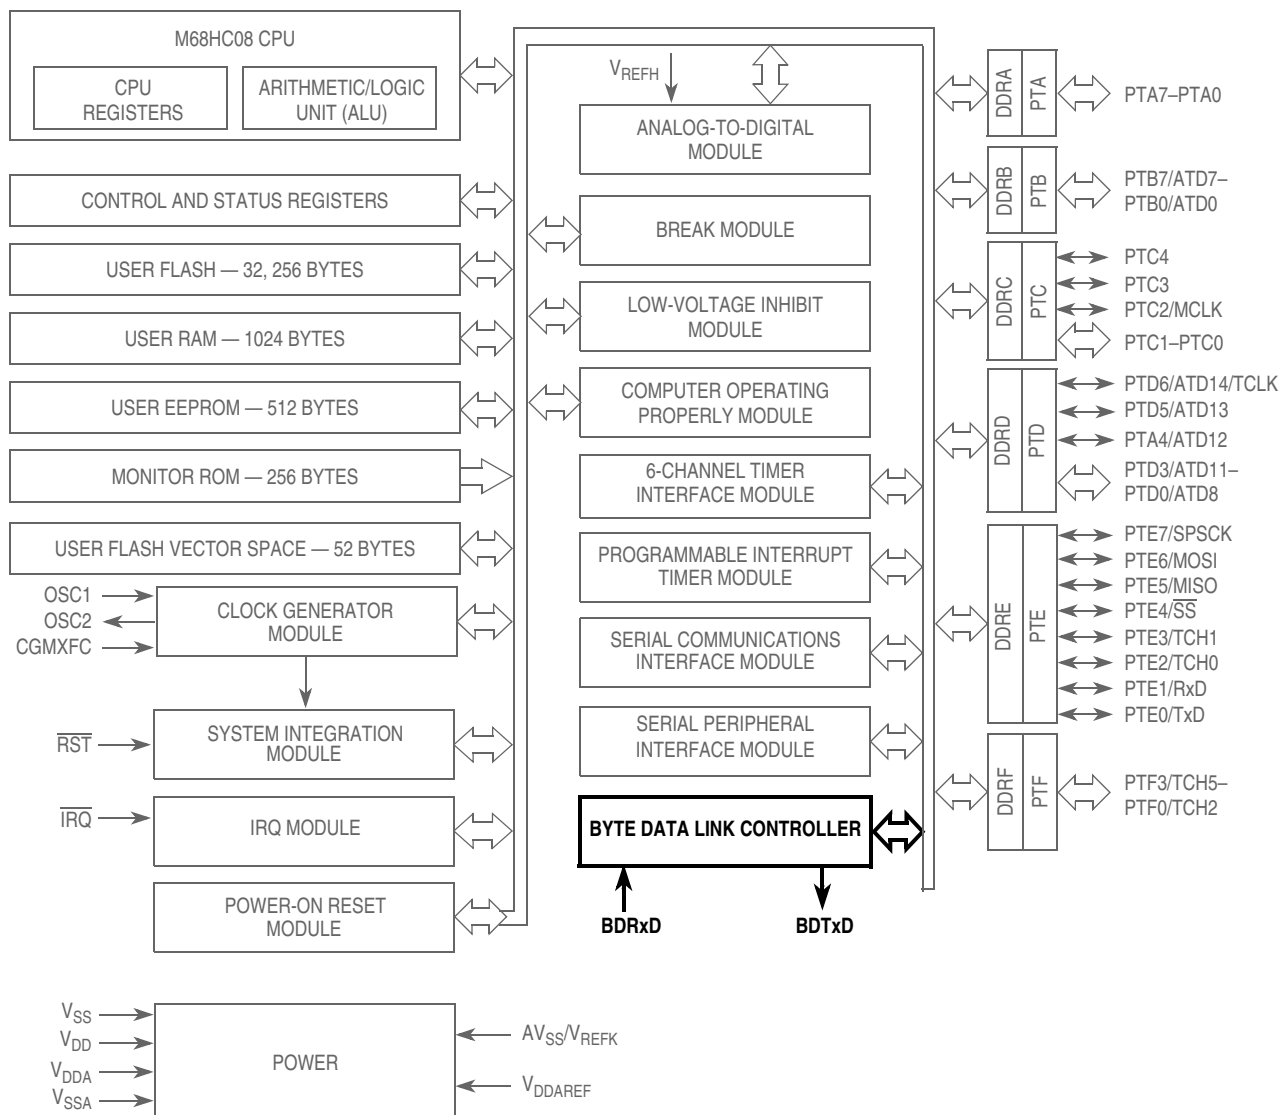 M68HC08 CPU
CPU
REGISTERS
ARITHMETIC/LOGIC
UNIT (ALU)
CONTROL AND STATUS REGISTERS
USER FLASH — 32, 256 BYTES
USER RAM — 1024 BYTES
USER EEPROM — 512 BYTES
MONITOR ROM — 256 BYTES
USER FLASH VECTOR SPACE — 52 BYTES
OSC1
OSC2
CGMXFC
CLOCK GENERATOR
MODULE
RST
SYSTEM INTEGRATION
MODULE
IRQ
IRQ MODULE
POWER-ON RESET
MODULE
VSS
VDD
VDDA
VSSA
POWER
AVSS/VREFK
VDDAREF
VREFH
ANALOG-TO-DIGITAL
MODULE
BREAK MODULE
LOW-VOLTAGE INHIBIT
MODULE
COMPUTER OPERATING
PROPERLY MODULE
6-CHANNEL TIMER
INTERFACE MODULE
PROGRAMMABLE INTERRUPT
TIMER MODULE
SERIAL COMMUNICATIONS
INTERFACE MODULE
SERIAL PERIPHERAL
INTERFACE MODULE
BYTE DATA LINK CONTROLLER
BDRxD
BDTxD
DDRA
PTA
PTA7–PTA0
DDRB
PTB
PTB7/ATD7–
PTB0/ATD0
DDRC
PTC
PTC4
PTC3
PTC2/MCLK
PTC1–PTC0
DDRD
PTD
PTD6/ATD14/TCLK
PTD5/ATD13
PTA4/ATD12
PTD3/ATD11–
PTD0/ATD8
DDRE
PTE
PTE7/SPSCK
PTE6/MOSI
PTE5/MISO
PTE4/SS
PTE3/TCH1
PTE2/TCH0
PTE1/RxD
PTE0/TxD
DDRF
PTF
PTF3/TCH5–
PTF0/TCH2